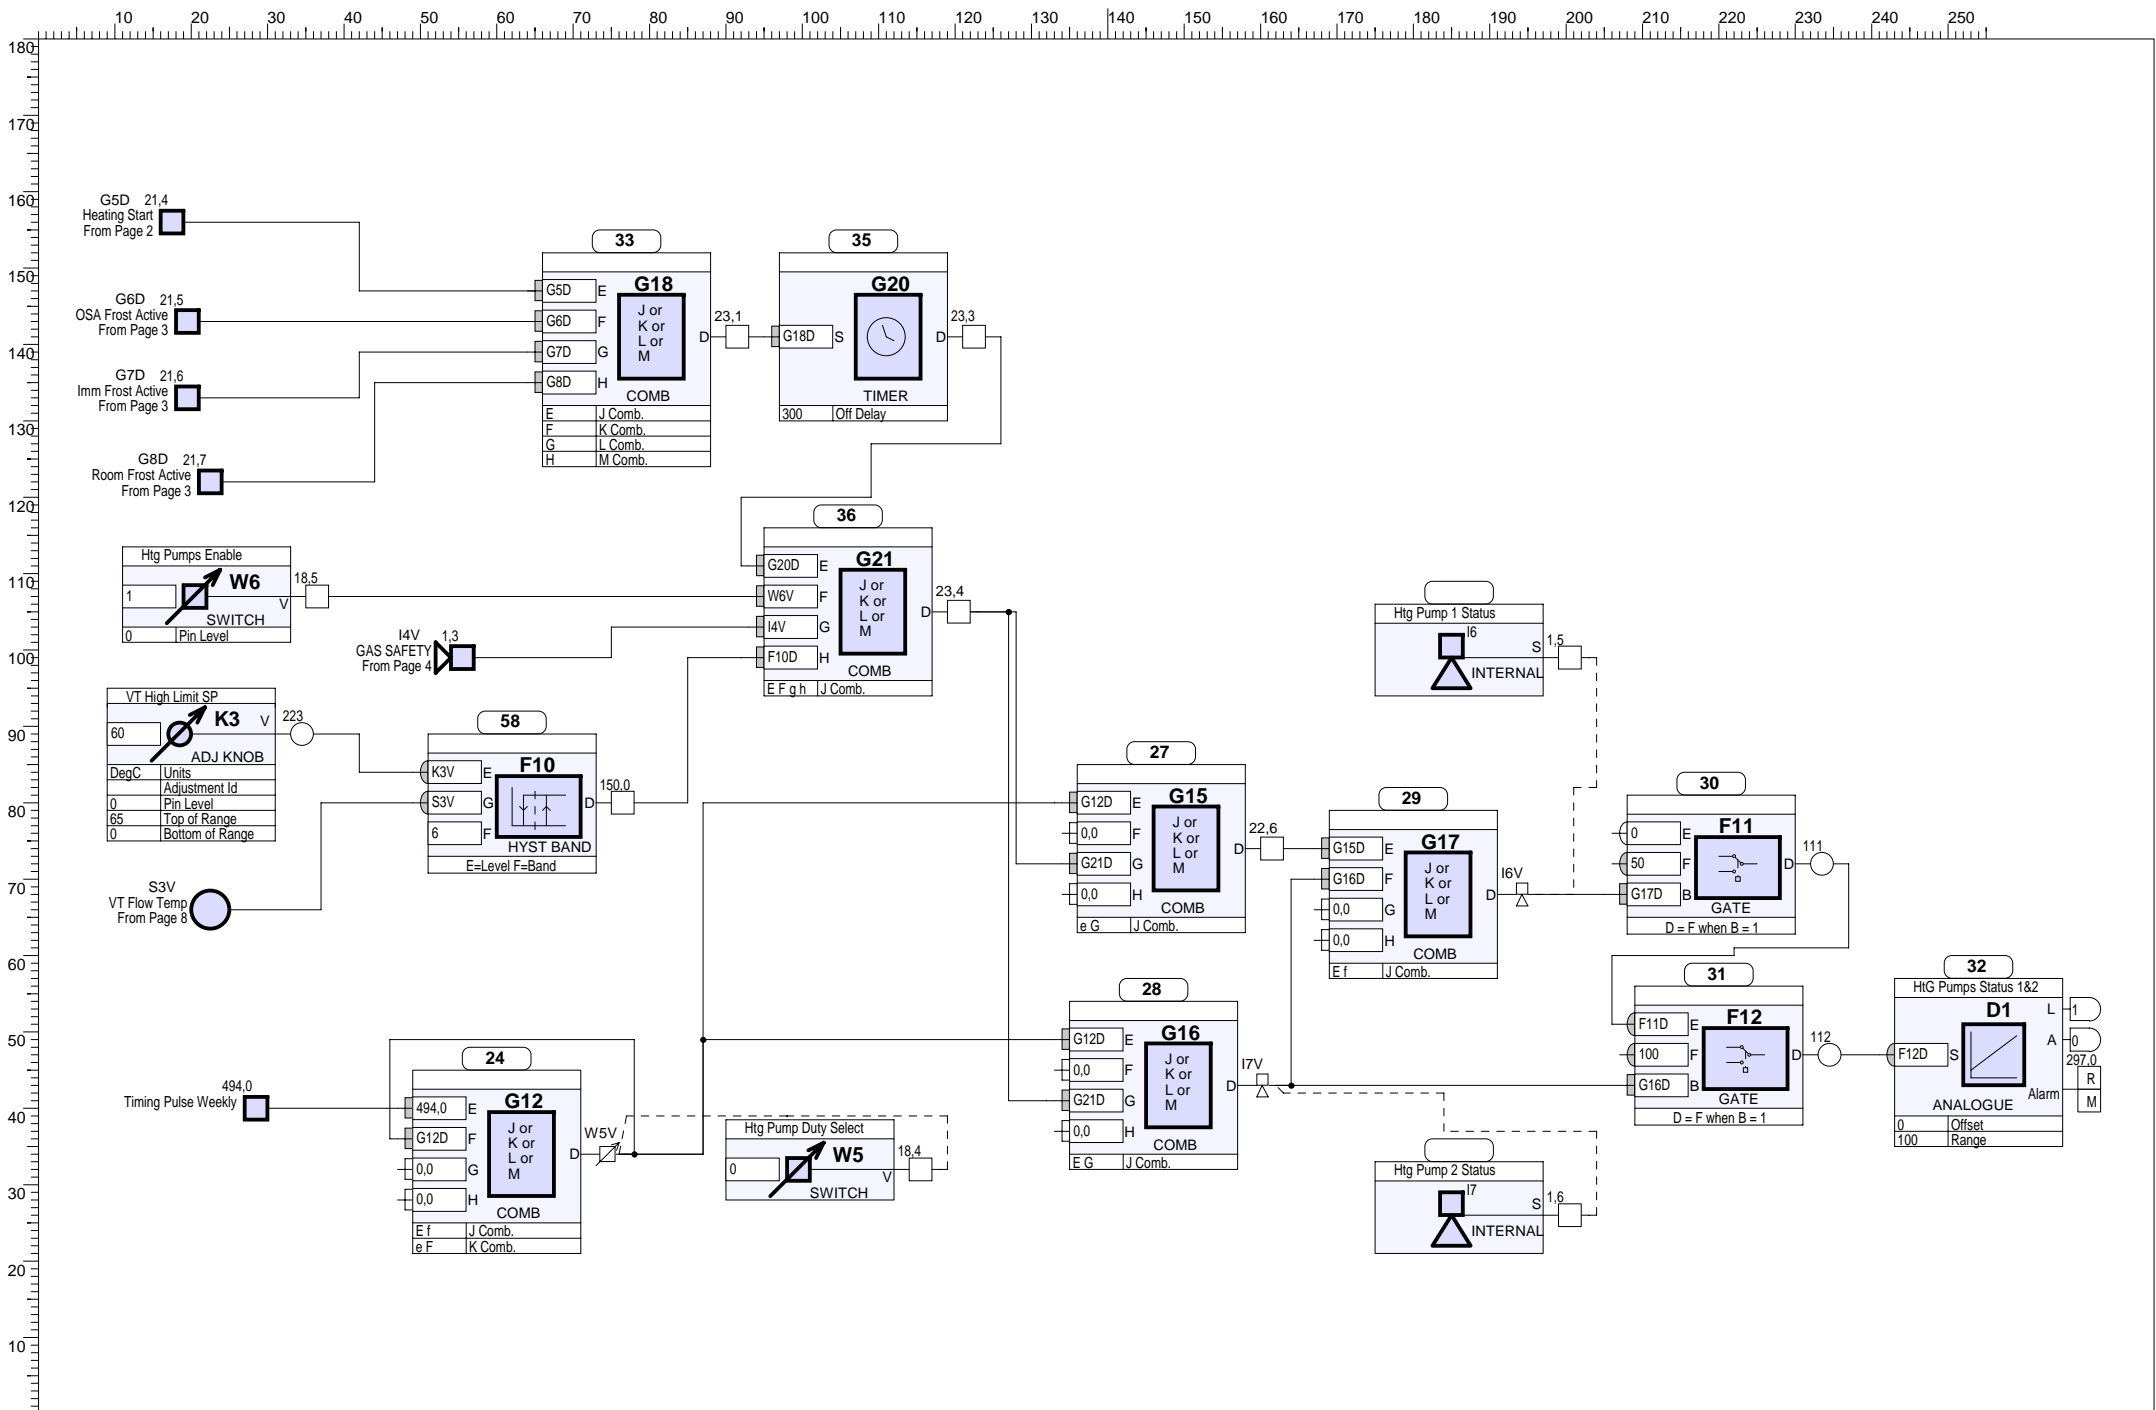 10 20 30 40 50 60 70 80 90 100 110 120 130 140 150 160 170 180 190 200 210 220 230 240 250
180
170
160
150
140
130
120
110
100
90
80
70
60
50
40
30
20
10
G5D 21,4
Heating Start
From Page 2
G6D 21,5
OSA Frost Active
From Page 3
G7D 21,6
Imm Frost Active
From Page 3
G8D 21,7
Room Frost Active
From Page 3
33
G18
G5D E
G6D F
G7D G
G8D H
J or
K or
L or
M
D
COMB
E J Comb.
F K Comb.
G L Comb.
H M Comb.
23,1
35
G20
G18D S
D
TIMER
300 Off Delay
23,3
Htg Pumps Enable
W6
1
V
SWITCH
0 Pin Level
18,5
I4V 1,3
GAS SAFETY
From Page 4
36
G21
G20D E
W6V F
I4V G
F10D H
J or
K or
L or
M
D
COMB
E F g h J Comb.
23,4
VT High Limit SP
K3 V
60
ADJ KNOB
DegC Units
Adjustment Id
0 Pin Level
65 Top of Range
0 Bottom of Range
223
S3V
VT Flow Temp
From Page 8
58
F10
K3V E
S3V G
6 F
D
HYST BAND
E=Level F=Band
150,0
494,0
Timing Pulse Weekly
24
G12
494,0 E
G12D F
0,0 G
0,0 H
J or
K or
L or
M
D
COMB
E f J Comb.
e F K Comb.
W5V
Htg Pump Duty Select
W5
0
V
SWITCH
18,4
27
G15
G12D E
0,0 F
G21D G
0,0 H
J or
K or
L or
M
D
COMB
e G J Comb.
22,6
28
G16
G12D E
0,0 F
G21D G
0,0 H
J or
K or
L or
M
D
COMB
E G J Comb.
I7V
29
G17
G15D E
G16D F
0,0 G
0,0 H
J or
K or
L or
M
D
COMB
E f J Comb.
I6V
Htg Pump 1 Status
I6
S
INTERNAL
1,5
Htg Pump 2 Status
I7
S
INTERNAL
1,6
30
F11
0 E
50 F
G17D B
D
GATE
D = F when B = 1
111
31
F12
F11D E
100 F
G16D B
D
GATE
D = F when B = 1
112
32
HtG Pumps Status 1&2
D1
F12D S
L 1
A 0
297,0
R
Alarm
M
ANALOGUE
0 Offset
100 Range